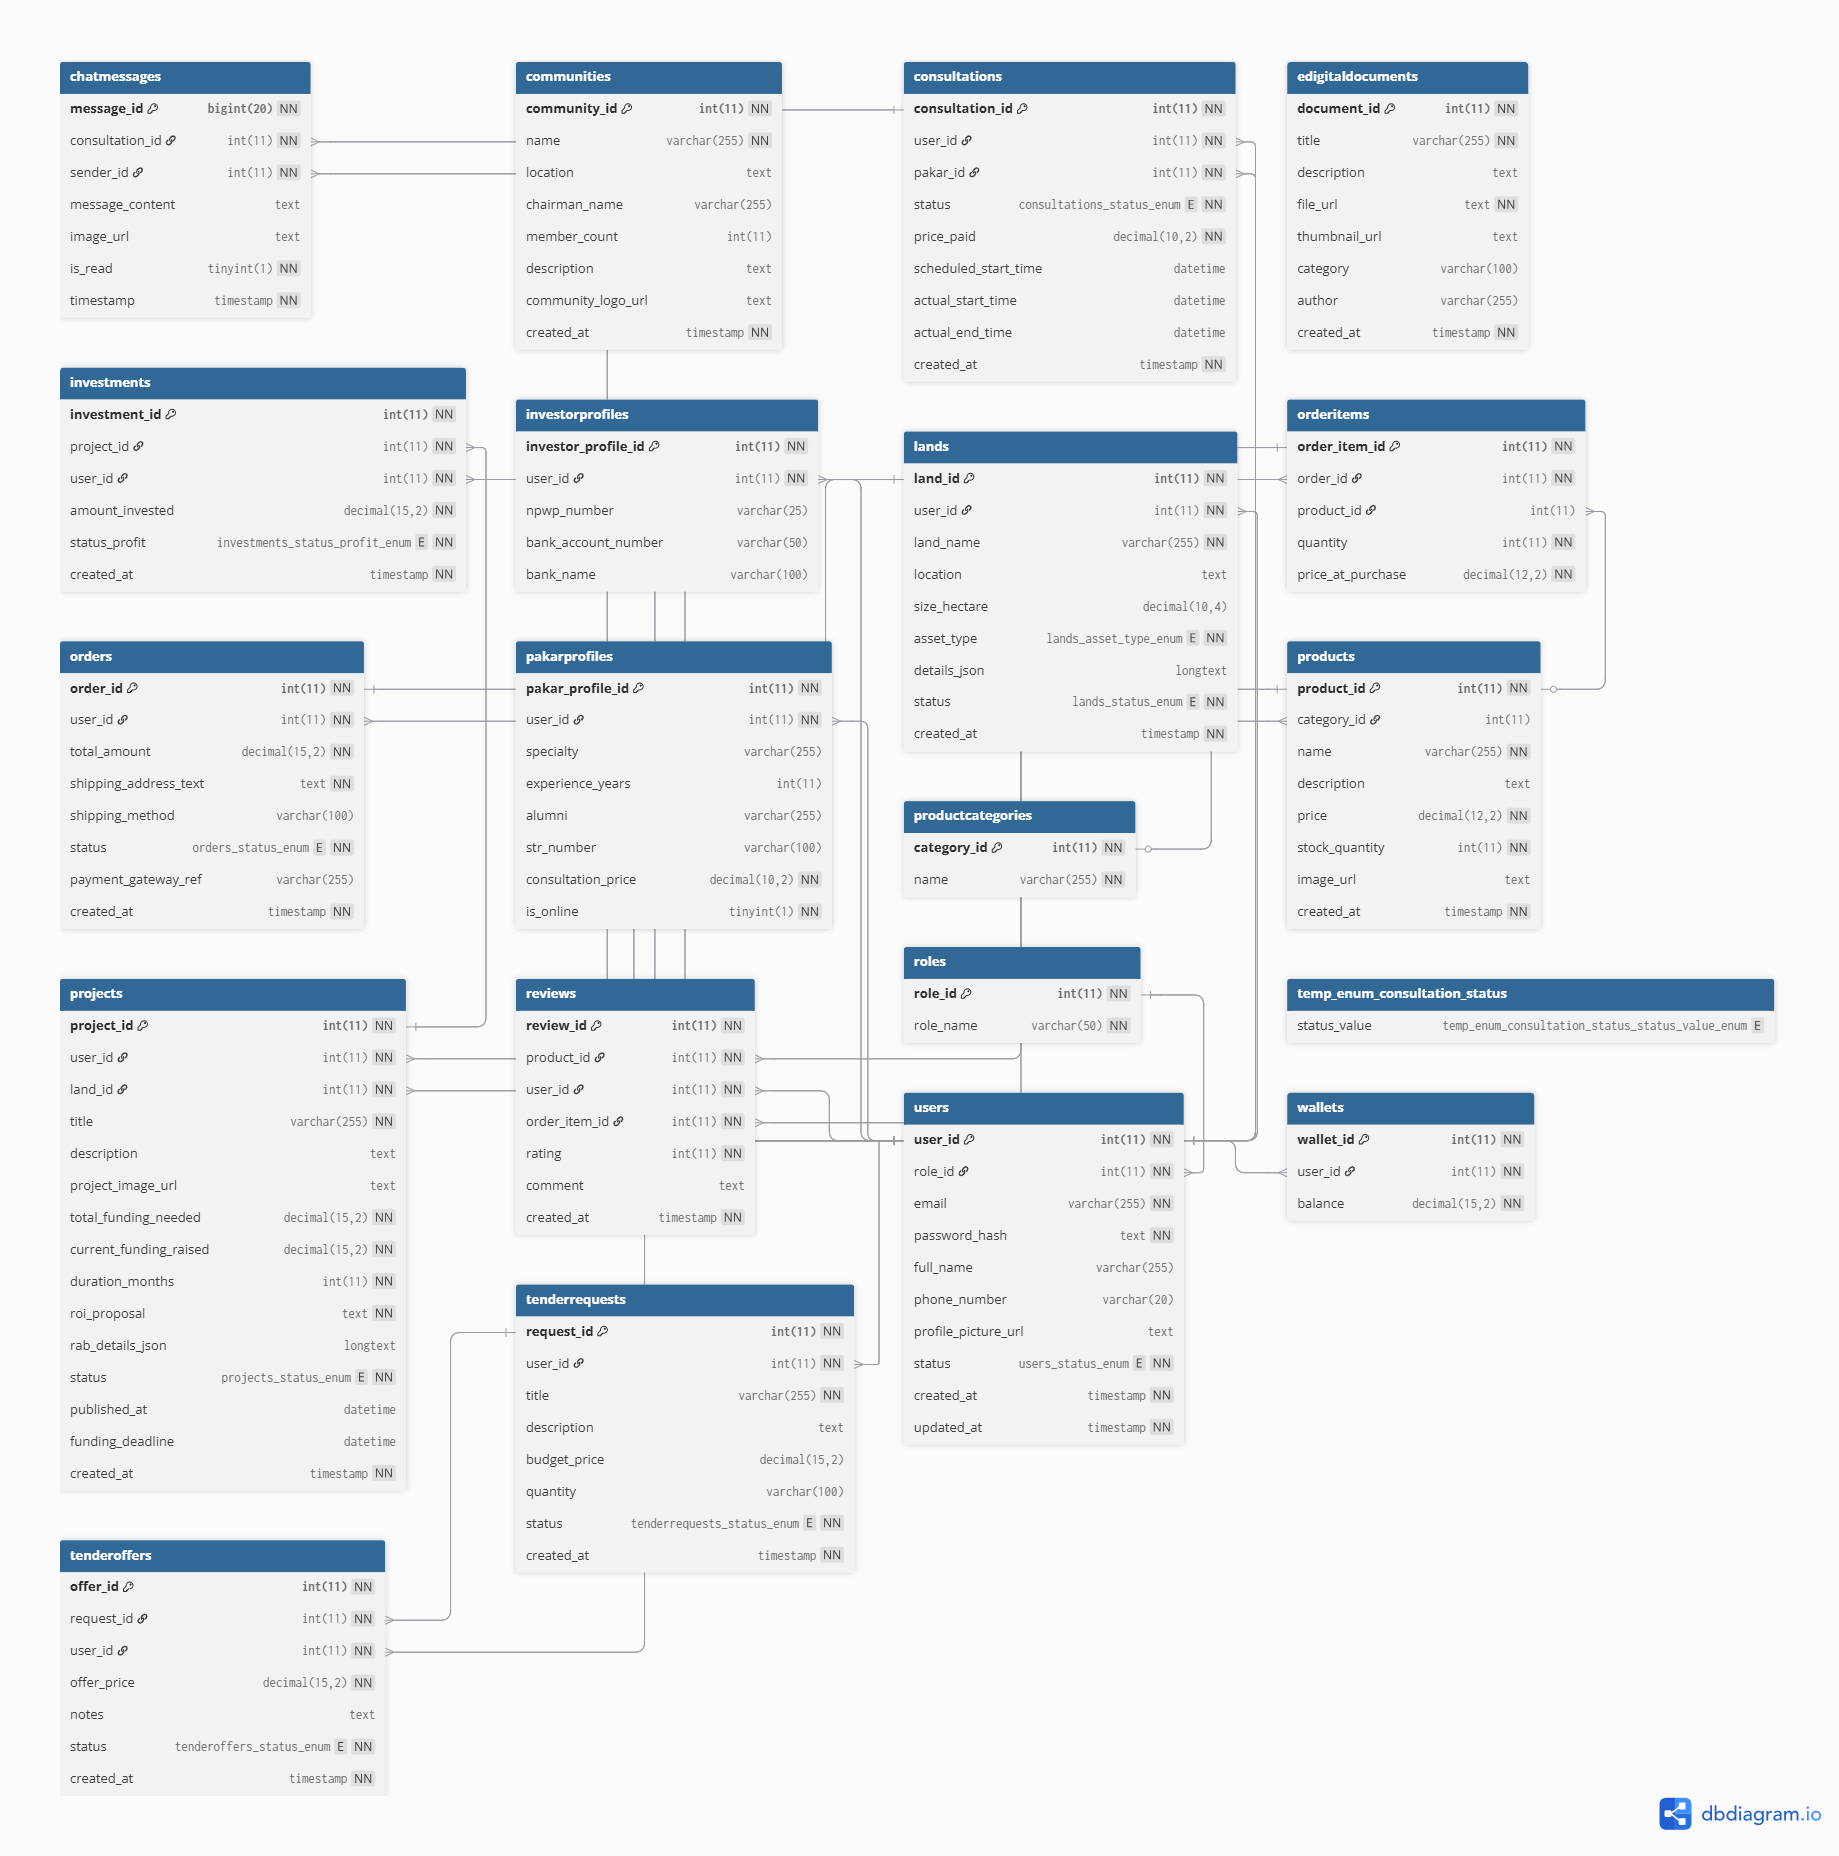 chatmessages
message_id bigint(20) NN
consultation_id int(11) NN
sender_id int(11) NN
message_content text
image_url text
is_read tinyint(1) NN
timestamp timestamp NN
communities
community_id int(11) NN
name varchar(255) NN
location text
chairman_name varchar(255)
member_count int(11)
description text
community_logo_url text
created_at timestamp NN
consultations
consultation_id int(11) NN
user_id int(11) NN
pakar_id int(11) NN
status consultations_status_enum E NN
price_paid decimal(10,2) NN
scheduled_start_time datetime
actual_start_time datetime
actual_end_time datetime
created_at timestamp NN
edigitaldocuments
document_id int(11) NN
title varchar(255) NN
description text
file_url text NN
thumbnail_url text
category varchar(100)
author varchar(255)
created_at timestamp NN
investments
investment_id int(11) NN
project_id int(11) NN
user_id int(11) NN
amount_invested decimal(15,2) NN
status_profit investments_status_profit_enum E NN
created_at timestamp NN
investorprofiles
investor_profile_id int(11) NN
user_id int(11) NN
npwp_number varchar(25)
bank_account_number varchar(50)
bank_name varchar(100)
lands
land_id int(11) NN
user_id int(11) NN
land_name varchar(255) NN
location text
size_hectare decimal(10,4)
asset_type lands_asset_type_enum E NN
details_json longtext
status lands_status_enum E NN
created_at timestamp NN
orderitems
order_item_id int(11) NN
order_id int(11) NN
product_id int(11)
quantity int(11) NN
price_at_purchase decimal(12,2) NN
orders
order_id int(11) NN
user_id int(11) NN
total_amount decimal(15,2) NN
shipping_address_text text NN
shipping_method varchar(100)
status orders_status_enum E NN
payment_gateway_ref varchar(255)
created_at timestamp NN
pakarprofiles
pakar_profile_id int(11) NN
user_id int(11) NN
specialty varchar(255)
experience_years int(11)
alumni varchar(255)
str_number varchar(100)
consultation_price decimal(10,2) NN
is_online tinyint(1) NN
productcategories
category_id int(11) NN
name varchar(255) NN
products
product_id int(11) NN
category_id int(11)
name varchar(255) NN
description text
price decimal(12,2) NN
stock_quantity int(11) NN
image_url text
created_at timestamp NN
projects
project_id int(11) NN
user_id int(11) NN
land_id int(11) NN
title varchar(255) NN
description text
project_image_url text
total_funding_needed decimal(15,2) NN
current_funding_raised decimal(15,2) NN
duration_months int(11) NN
roi_proposal text NN
rab_details_json longtext
status projects_status_enum E NN
published_at datetime
funding_deadline datetime
created_at timestamp NN
reviews
review_id int(11) NN
product_id int(11) NN
user_id int(11) NN
order_item_id int(11) NN
rating int(11) NN
comment text
created_at timestamp NN
roles
role_id int(11) NN
role_name varchar(50) NN
temp_enum_consultation_status
status_value temp_enum_consultation_status_status_value_enum E
users
user_id int(11) NN
role_id int(11) NN
email varchar(255) NN
password_hash text NN
full_name varchar(255)
phone_number varchar(20)
profile_picture_url text
status users_status_enum E NN
created_at timestamp NN
updated_at timestamp NN
wallets
wallet_id int(11) NN
user_id int(11) NN
balance decimal(15,2) NN
tenderrequests
request_id int(11) NN
user_id int(11) NN
title varchar(255) NN
description text
budget_price decimal(15,2)
quantity varchar(100)
status tenderrequests_status_enum E NN
created_at timestamp NN
tenderoffers
offer_id int(11) NN
request_id int(11) NN
user_id int(11) NN
offer_price decimal(15,2) NN
notes text
status tenderoffers_status_enum E NN
created_at timestamp NN
dbdiagram.io